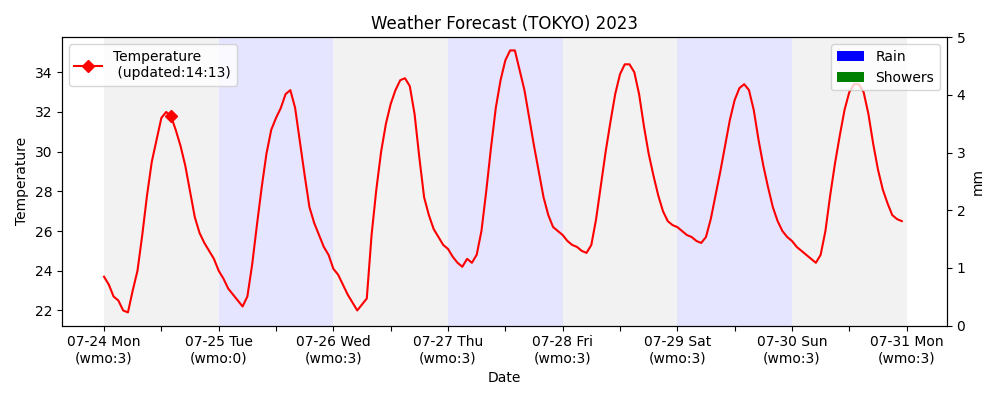 Weather Forecast (TOKYO) 2023
Temperature
(updated:14:13)
Rain
Showers
Temperature
34
32
30
28
26
24
22
5
4
3
2
1
0
mm
07-24 Mon
(wmo:3)
07-25 Tue
(wmo:0)
07-26 Wed
(wmo:3)
07-27 Thu
(wmo:3)
07-28 Fri
(wmo:3)
07-29 Sat
(wmo:3)
07-30 Sun
(wmo:3)
07-31 Mon
(wmo:3)
Date